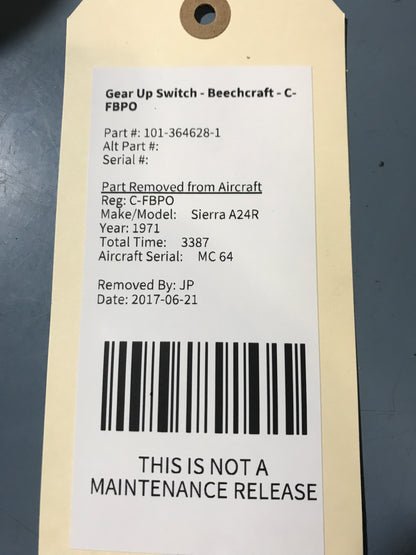 Gear Up Switch - Beechcraft - C-
FBPO
Part #: 101-364628-1
Alt Part #:
Serial #:
Part Removed from Aircraft
Reg: C-FBPO
Make/Model: Sierra A24R
Year: 1971
Total Time: 3387
Aircraft Serial: MC 64
Removed By: JP
Date: 2017-06-21
THIS IS NOT A
MAINTENANCE RELEASE